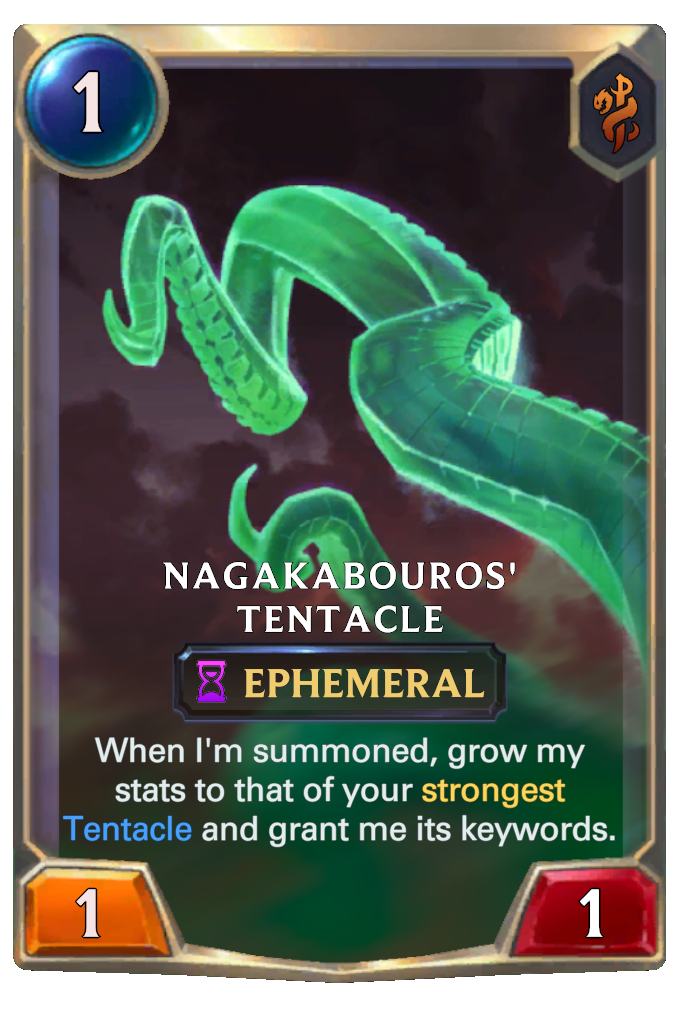 1
NAGAKABOUROS'
TENTACLE
EPHEMERAL
When I'm summoned, grow my
stats to that of your strongest
Tentacle and grant me its keywords.
1
1